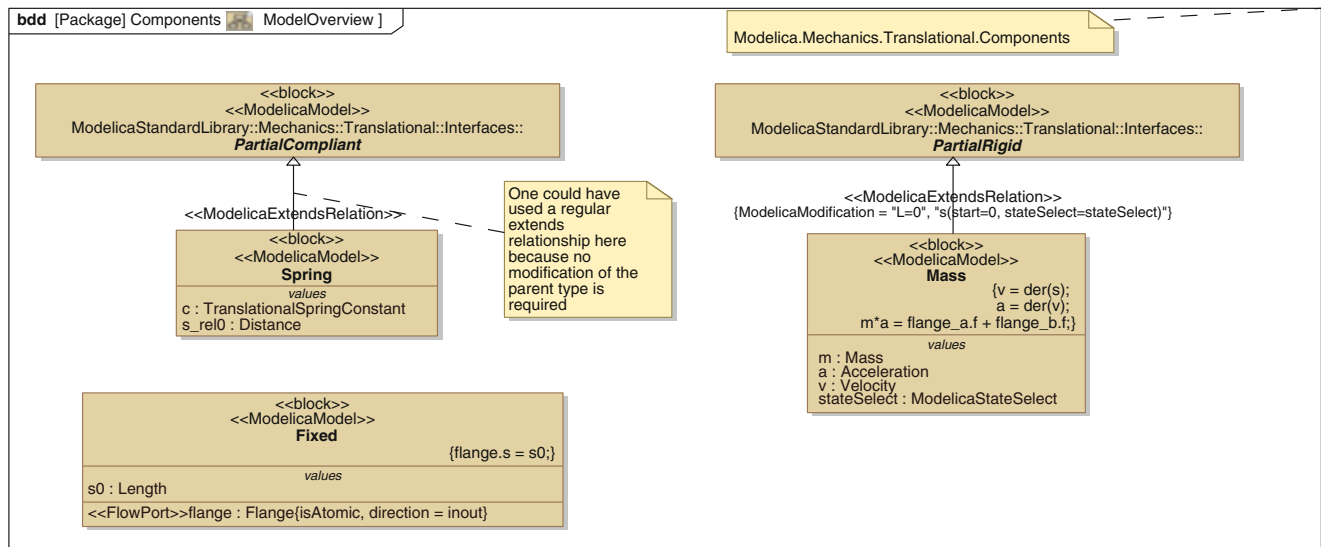 bdd [Package] Components ModelOverview ]
Modelica.Mechanics.Translational.Components
<<block>>
<<ModelicaModel>>
ModelicaStandardLibrary::Mechanics::Translational::Interfaces::
PartialCompliant
<<block>>
<<ModelicaModel>>
ModelicaStandardLibrary::Mechanics::Translational::Interfaces::
PartialRigid
<<ModelicaExtendsRelation>>
One could have
used a regular
extends
relationship here
because no
modification of the
parent type is
required
<<ModelicaExtendsRelation>>
{ModelicaModification = "L=0", "s(start=0, stateSelect=stateSelect)"}
<<block>>
<<ModelicaModel>>
Spring
values
c : TranslationalSpringConstant
s_rel0 : Distance
<<block>>
<<ModelicaModel>>
Mass
{v = der(s);
a = der(v);
m*a = flange_a.f + flange_b.f;}
values
m : Mass
a : Acceleration
v : Velocity
stateSelect : ModelicaStateSelect
<<block>>
<<ModelicaModel>>
Fixed
{flange.s = s0;}
values
s0 : Length
<<FlowPort>>flange : Flange{isAtomic, direction = inout}